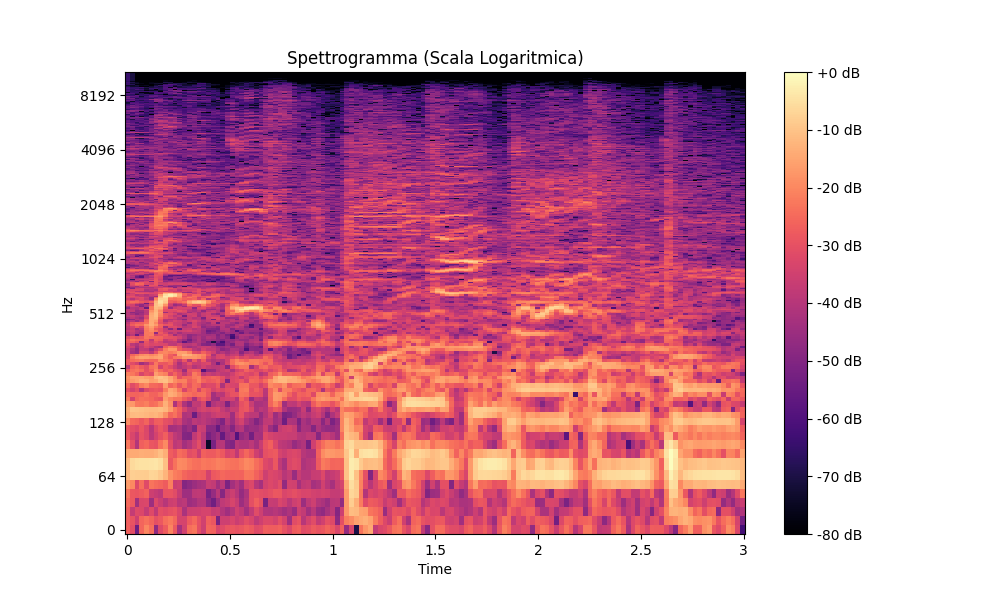 Spettrogramma (Scala Logaritmica)
Hz
8192
4096
2048
1024
512
256
128
64
0
0
0.5
1
1.5
2
2.5
3
Time
+0 dB
-10 dB
-20 dB
-30 dB
-40 dB
-50 dB
-60 dB
-70 dB
-80 dB